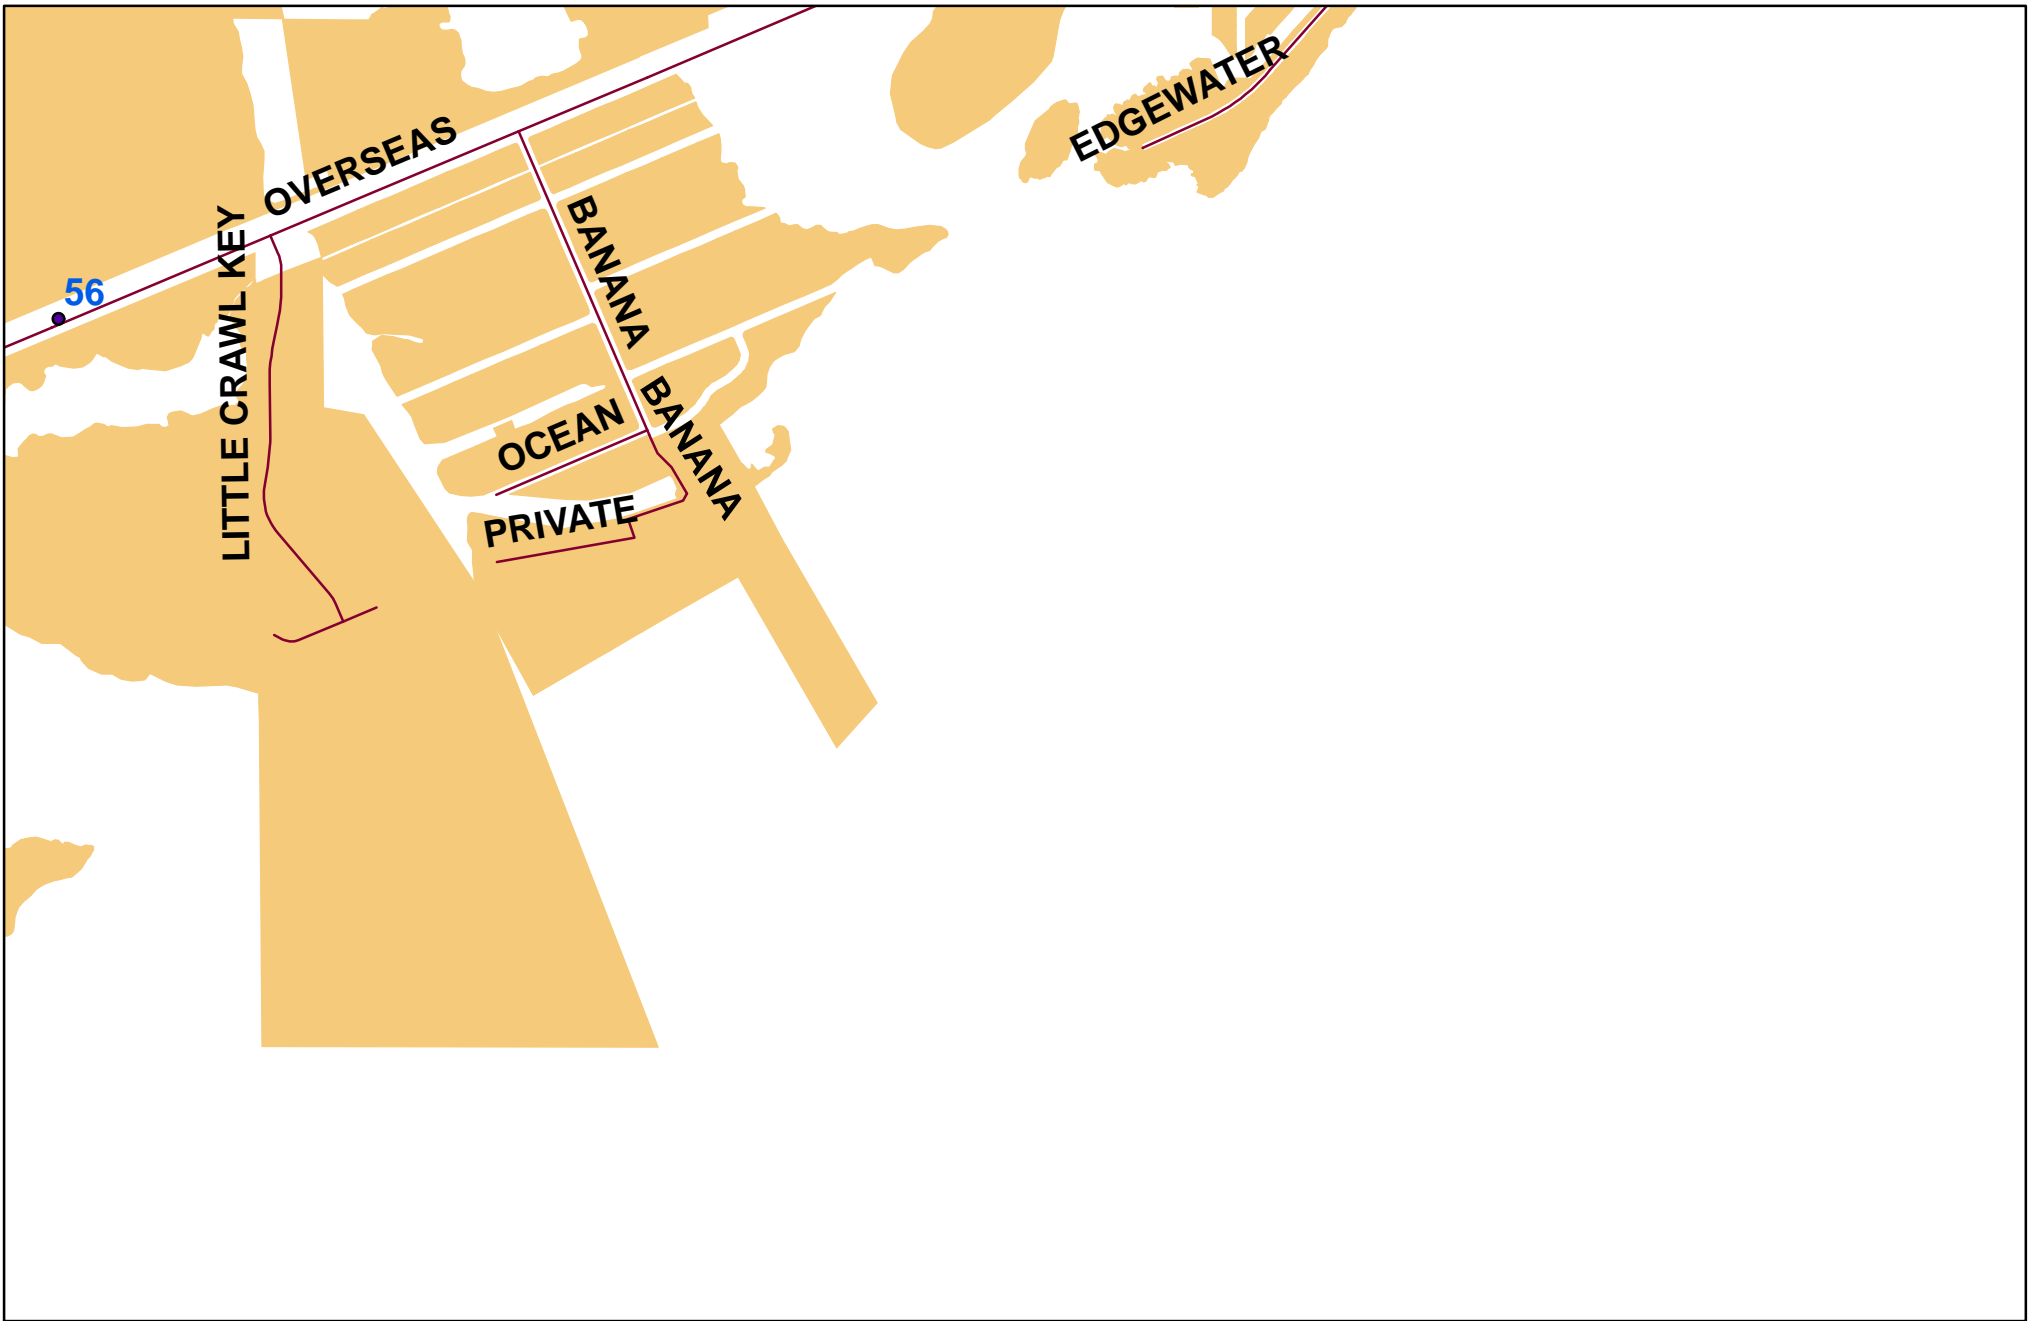 EDGEWATER
OVERSEAS
BANANA
LITTLE CRAWL KEY
56
BANANA
OCEAN
PRIVATE